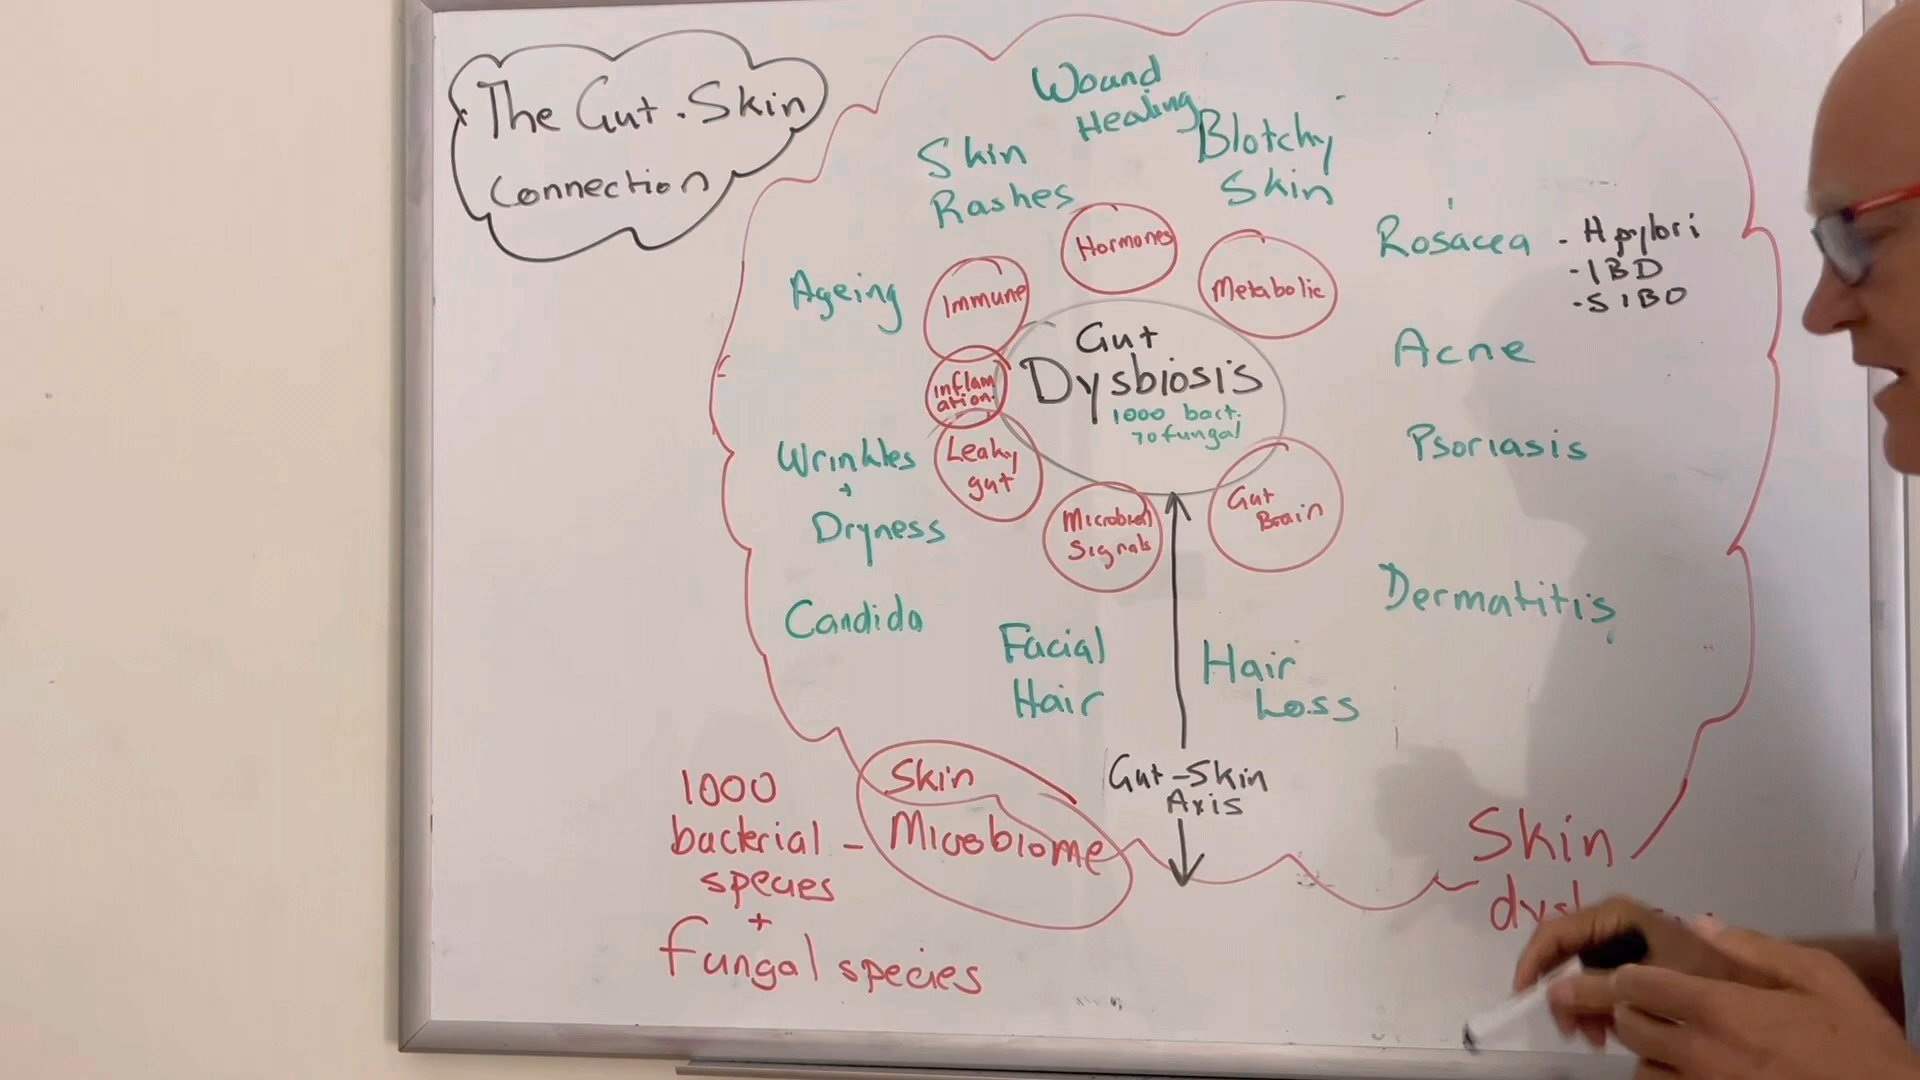 The Gut . Skin
Connection
Wound
Healing
Blotchy
Skin
Skin
Rashes
Hormones
Metabolic
Rosacea - H pylori
- IBD
- SIBO
Ageing
Immune
Gut
Dysbiosis
1000 bact.
70 fungal
Inflam
ation.
Acne
Psoriasis
Wrinkles
+
Dryness
Leaky
gut
Microbial
Signals
Gut
Brain
Dermatitis
Candida
Facial
Hair
Hair
Loss
Gut-Skin
Axis
Skin
Microbiome
1000
bacterial -
species
+
fungal species
Skin